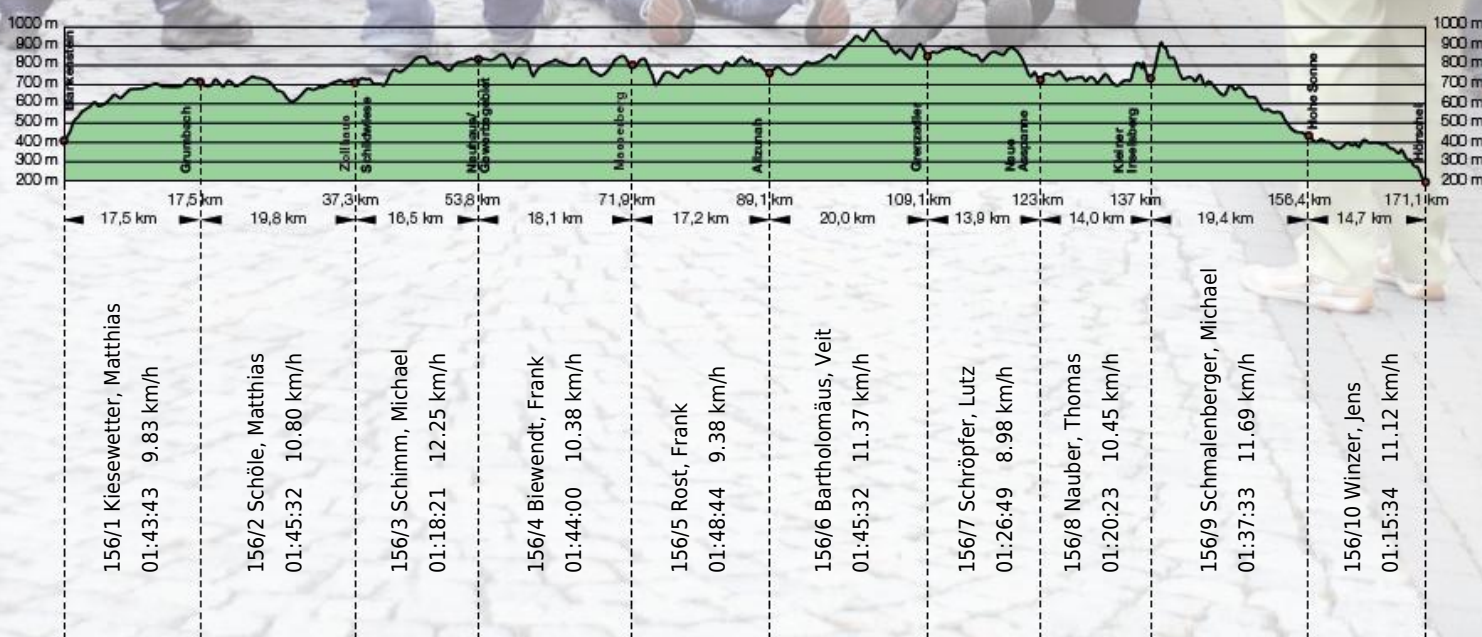 1000 m
900 m
800 m
700 m
600 m
500 m
400 m
300 m
200 m
1000 m
900 m
800 m
700 m
600 m
500 m
400 m
300 m
200 m
Blankenstein
Grumbach
Zollhaus
Schildwiese
Neuhaus/
Masserberg
Allzunah
Grenzadler
Neue
Ausspanne
Kleiner
Inselsberg
Hohe Sonne
Hörschel
17,5 km
37,3 km
53,8 km
71,9 km
89,1 km
109,1 km
123 km
137 km
156,4 km
171,1 km
17,5 km
19,8 km
16,5 km
18,1 km
17,2 km
20,0 km
13,9 km
14,0 km
19,4 km
14,7 km
156/1 Kiesewetter, Matthias
01:43:43 9.83 km/h
156/2 Schöle, Matthias
01:45:32 10.80 km/h
156/3 Schimm, Michael
01:18:21 12.25 km/h
156/4 Biewendt, Frank
01:44:00 10.38 km/h
156/5 Rost, Frank
01:48:44 9.38 km/h
156/6 Bartholomäus, Veit
01:45:32 11.37 km/h
156/7 Schröpfer, Lutz
01:26:49 8.98 km/h
156/8 Nauber, Thomas
01:20:23 10.45 km/h
156/9 Schmalenberger, Michael
01:37:33 11.69 km/h
156/10 Winzer, Jens
01:15:34 11.12 km/h